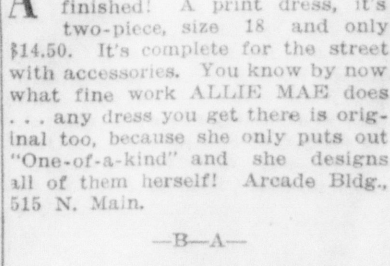 A finished! A print dress, it's
two-piece, size 18 and only
$14.50. It's complete for the street
with accessories. You know by now
what fine work ALLIE MAE does
. . . any dress you get there is orig-
inal too, because she only puts out
"One-of-a-kind" and she designs
all of them herself! Arcade Bldg.,
515 N. Main.
—B—A—